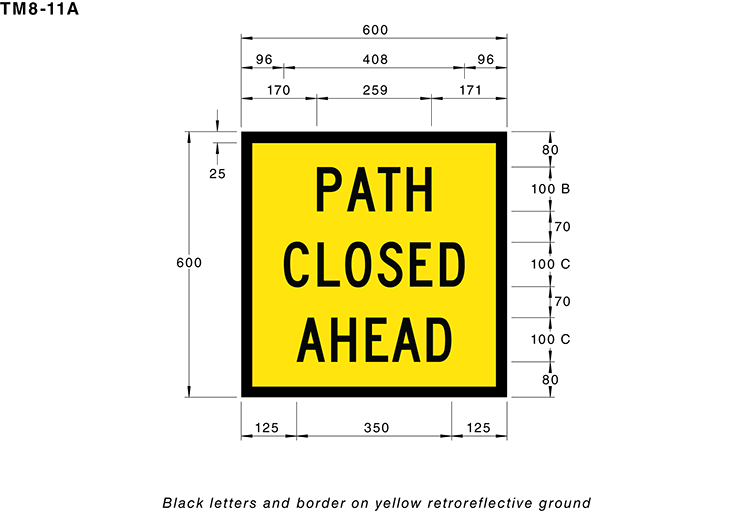 TM8-11A
600
96 408 96
170 259 171
80
25
PATH
100 B
70
600
CLOSED
100 C
70
AHEAD
100 C
80
125 350 125
Black letters and border on yellow retroreflective ground